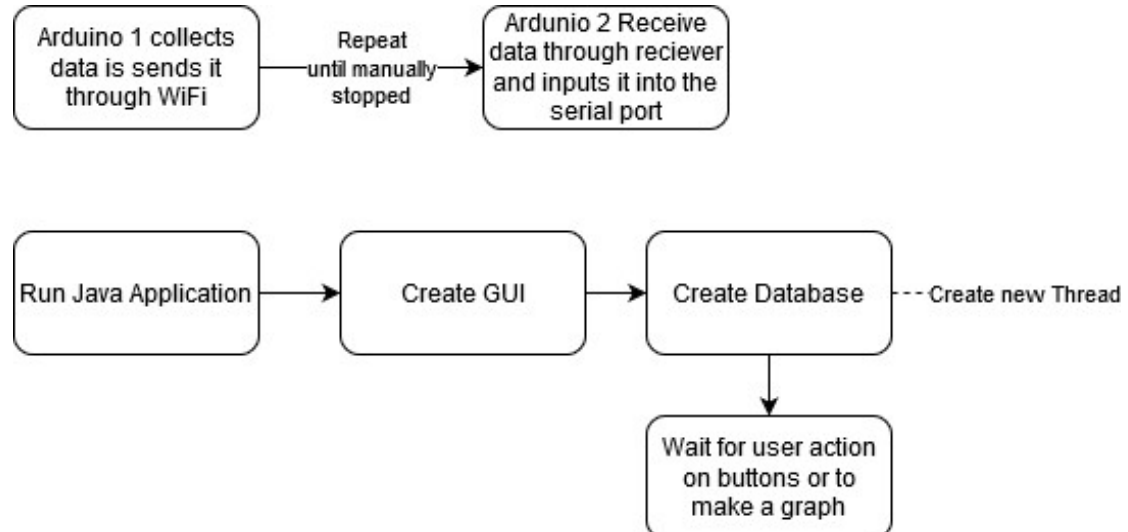 Arduino 1 collects
data is sends it
through WiFi
Repeat
until manually
stopped
Ardunio 2 Receive
data through reciever
and inputs it into the
serial port
Run Java Application
Create GUI
Create Database
Create new Thread
Wait for user action
on buttons or to
make a graph